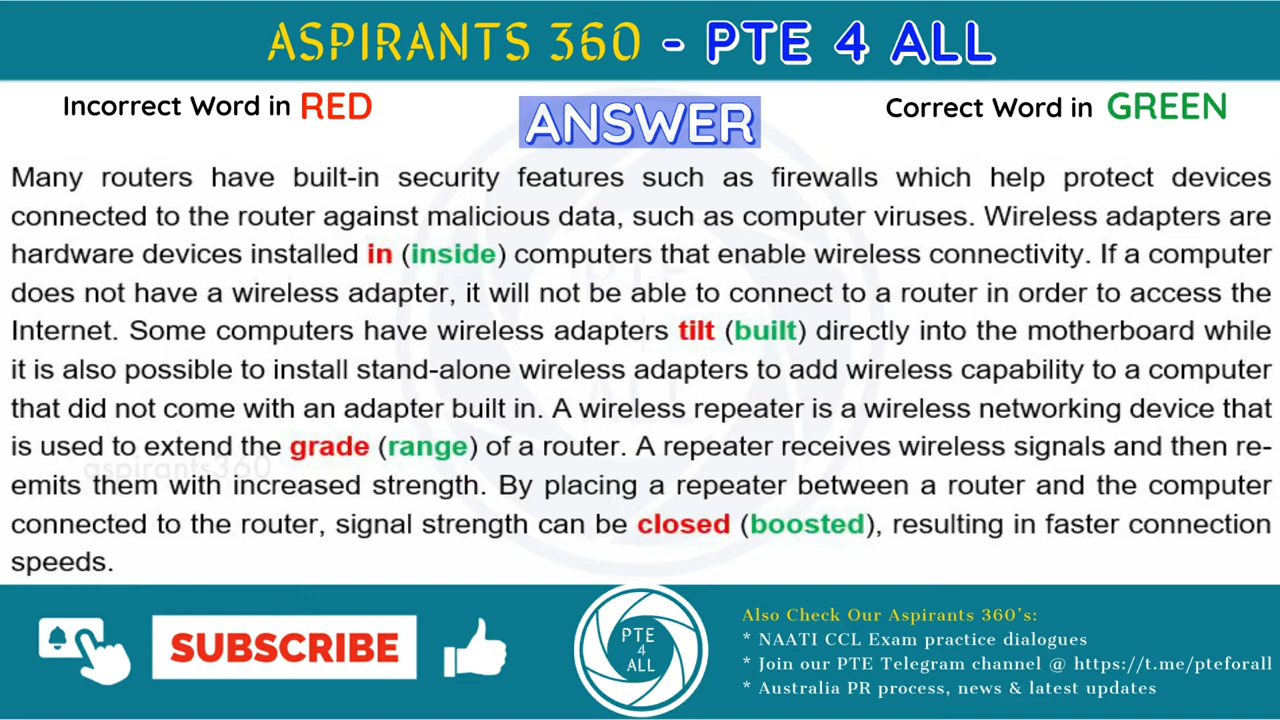 ASPIRANTS 360 - PTE 4 ALL
Incorrect Word in RED
ANSWER
Correct Word in GREEN
Many routers have built-in security features such as firewalls which help protect devices
connected to the router against malicious data, such as computer viruses. Wireless adapters are
hardware devices installed in (inside) computers that enable wireless connectivity. If a computer
does not have a wireless adapter, it will not be able to connect to a router in order to access the
Internet. Some computers have wireless adapters tilt (built) directly into the motherboard while
it is also possible to install stand-alone wireless adapters to add wireless capability to a computer
that did not come with an adapter built in. A wireless repeater is a wireless networking device that
is used to extend the grade (range) of a router. A repeater receives wireless signals and then re-
emits them with increased strength. By placing a repeater between a router and the computer
connected to the router, signal strength can be closed (boosted), resulting in faster connection
speeds.
aspirants360
PTE
4
ALL
SUBSCRIBE
PTE
4
ALL
Also Check Our Aspirants 360's:
* NAATI CCL Exam practice dialogues
* Join our PTE Telegram channel @ https://t.me/pteforall
* Australia PR process, news & latest updates